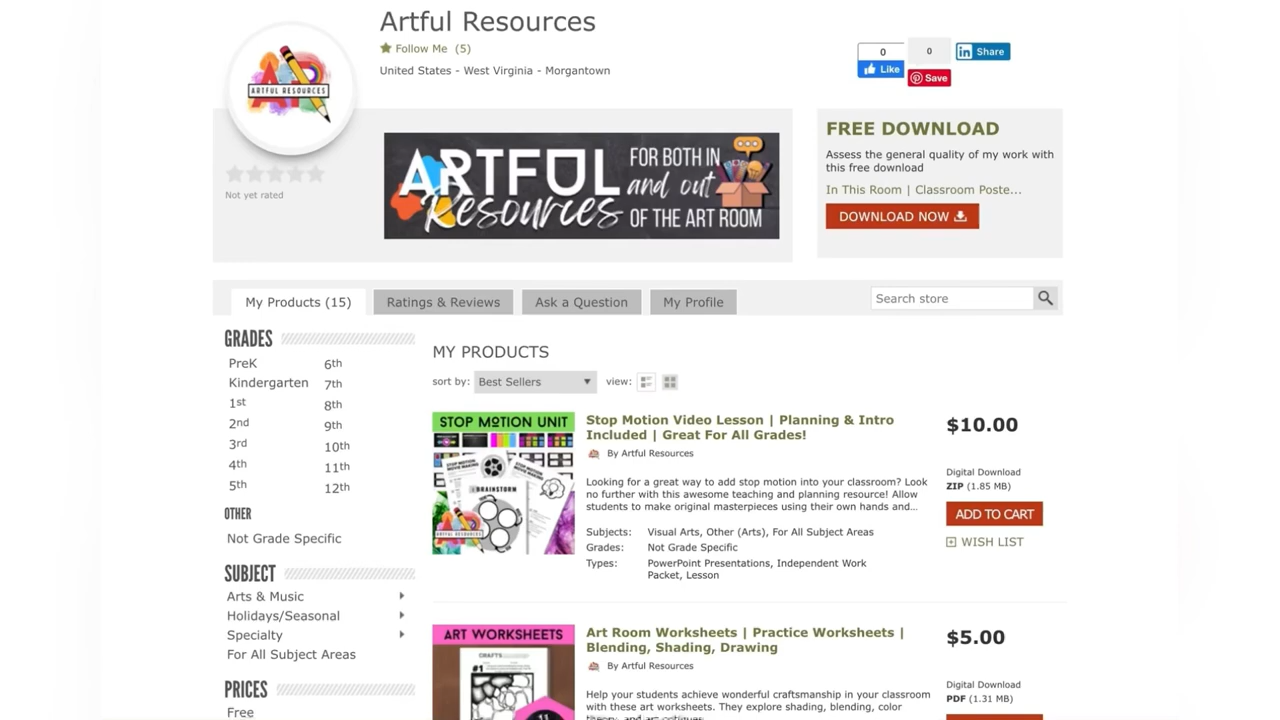 Artful Resources
Follow Me (5)
United States - West Virginia - Morgantown
0
Like
0
Save
Share
ARTFUL RESOURCES
Not yet rated
ARTFUL Resources
FOR BOTH IN
and out
OF THE ART ROOM
FREE DOWNLOAD
Assess the general quality of my work with
this free download
In This Room | Classroom Poste...
DOWNLOAD NOW
My Products (15)
Ratings & Reviews
Ask a Question
My Profile
Search store
GRADES
PreK
Kindergarten
1st
2nd
3rd
4th
5th
6th
7th
8th
9th
10th
11th
12th
OTHER
Not Grade Specific
SUBJECT
Arts & Music
Holidays/Seasonal
Specialty
For All Subject Areas
PRICES
Free
MY PRODUCTS
sort by: Best Sellers view:
STOP MOTION UNIT
BRAINSTORM
Stop Motion Video Lesson | Planning & Intro
Included | Great For All Grades!
By Artful Resources
Looking for a great way to add stop motion into your classroom? Look
no further with this awesome teaching and planning resource! Allow
students to make original masterpieces using their own hands and...
Subjects: Visual Arts, Other (Arts), For All Subject Areas
Grades: Not Grade Specific
Types: PowerPoint Presentations, Independent Work
Packet, Lesson
$10.00
Digital Download
ZIP (1.85 MB)
ADD TO CART
WISH LIST
ART WORKSHEETS
#1
Art Room Worksheets | Practice Worksheets |
Blending, Shading, Drawing
By Artful Resources
Help your students achieve wonderful craftsmanship in your classroom
with these art worksheets. They explore shading, blending, color
theory, and art critiques.
$5.00
Digital Download
PDF (1.31 MB)